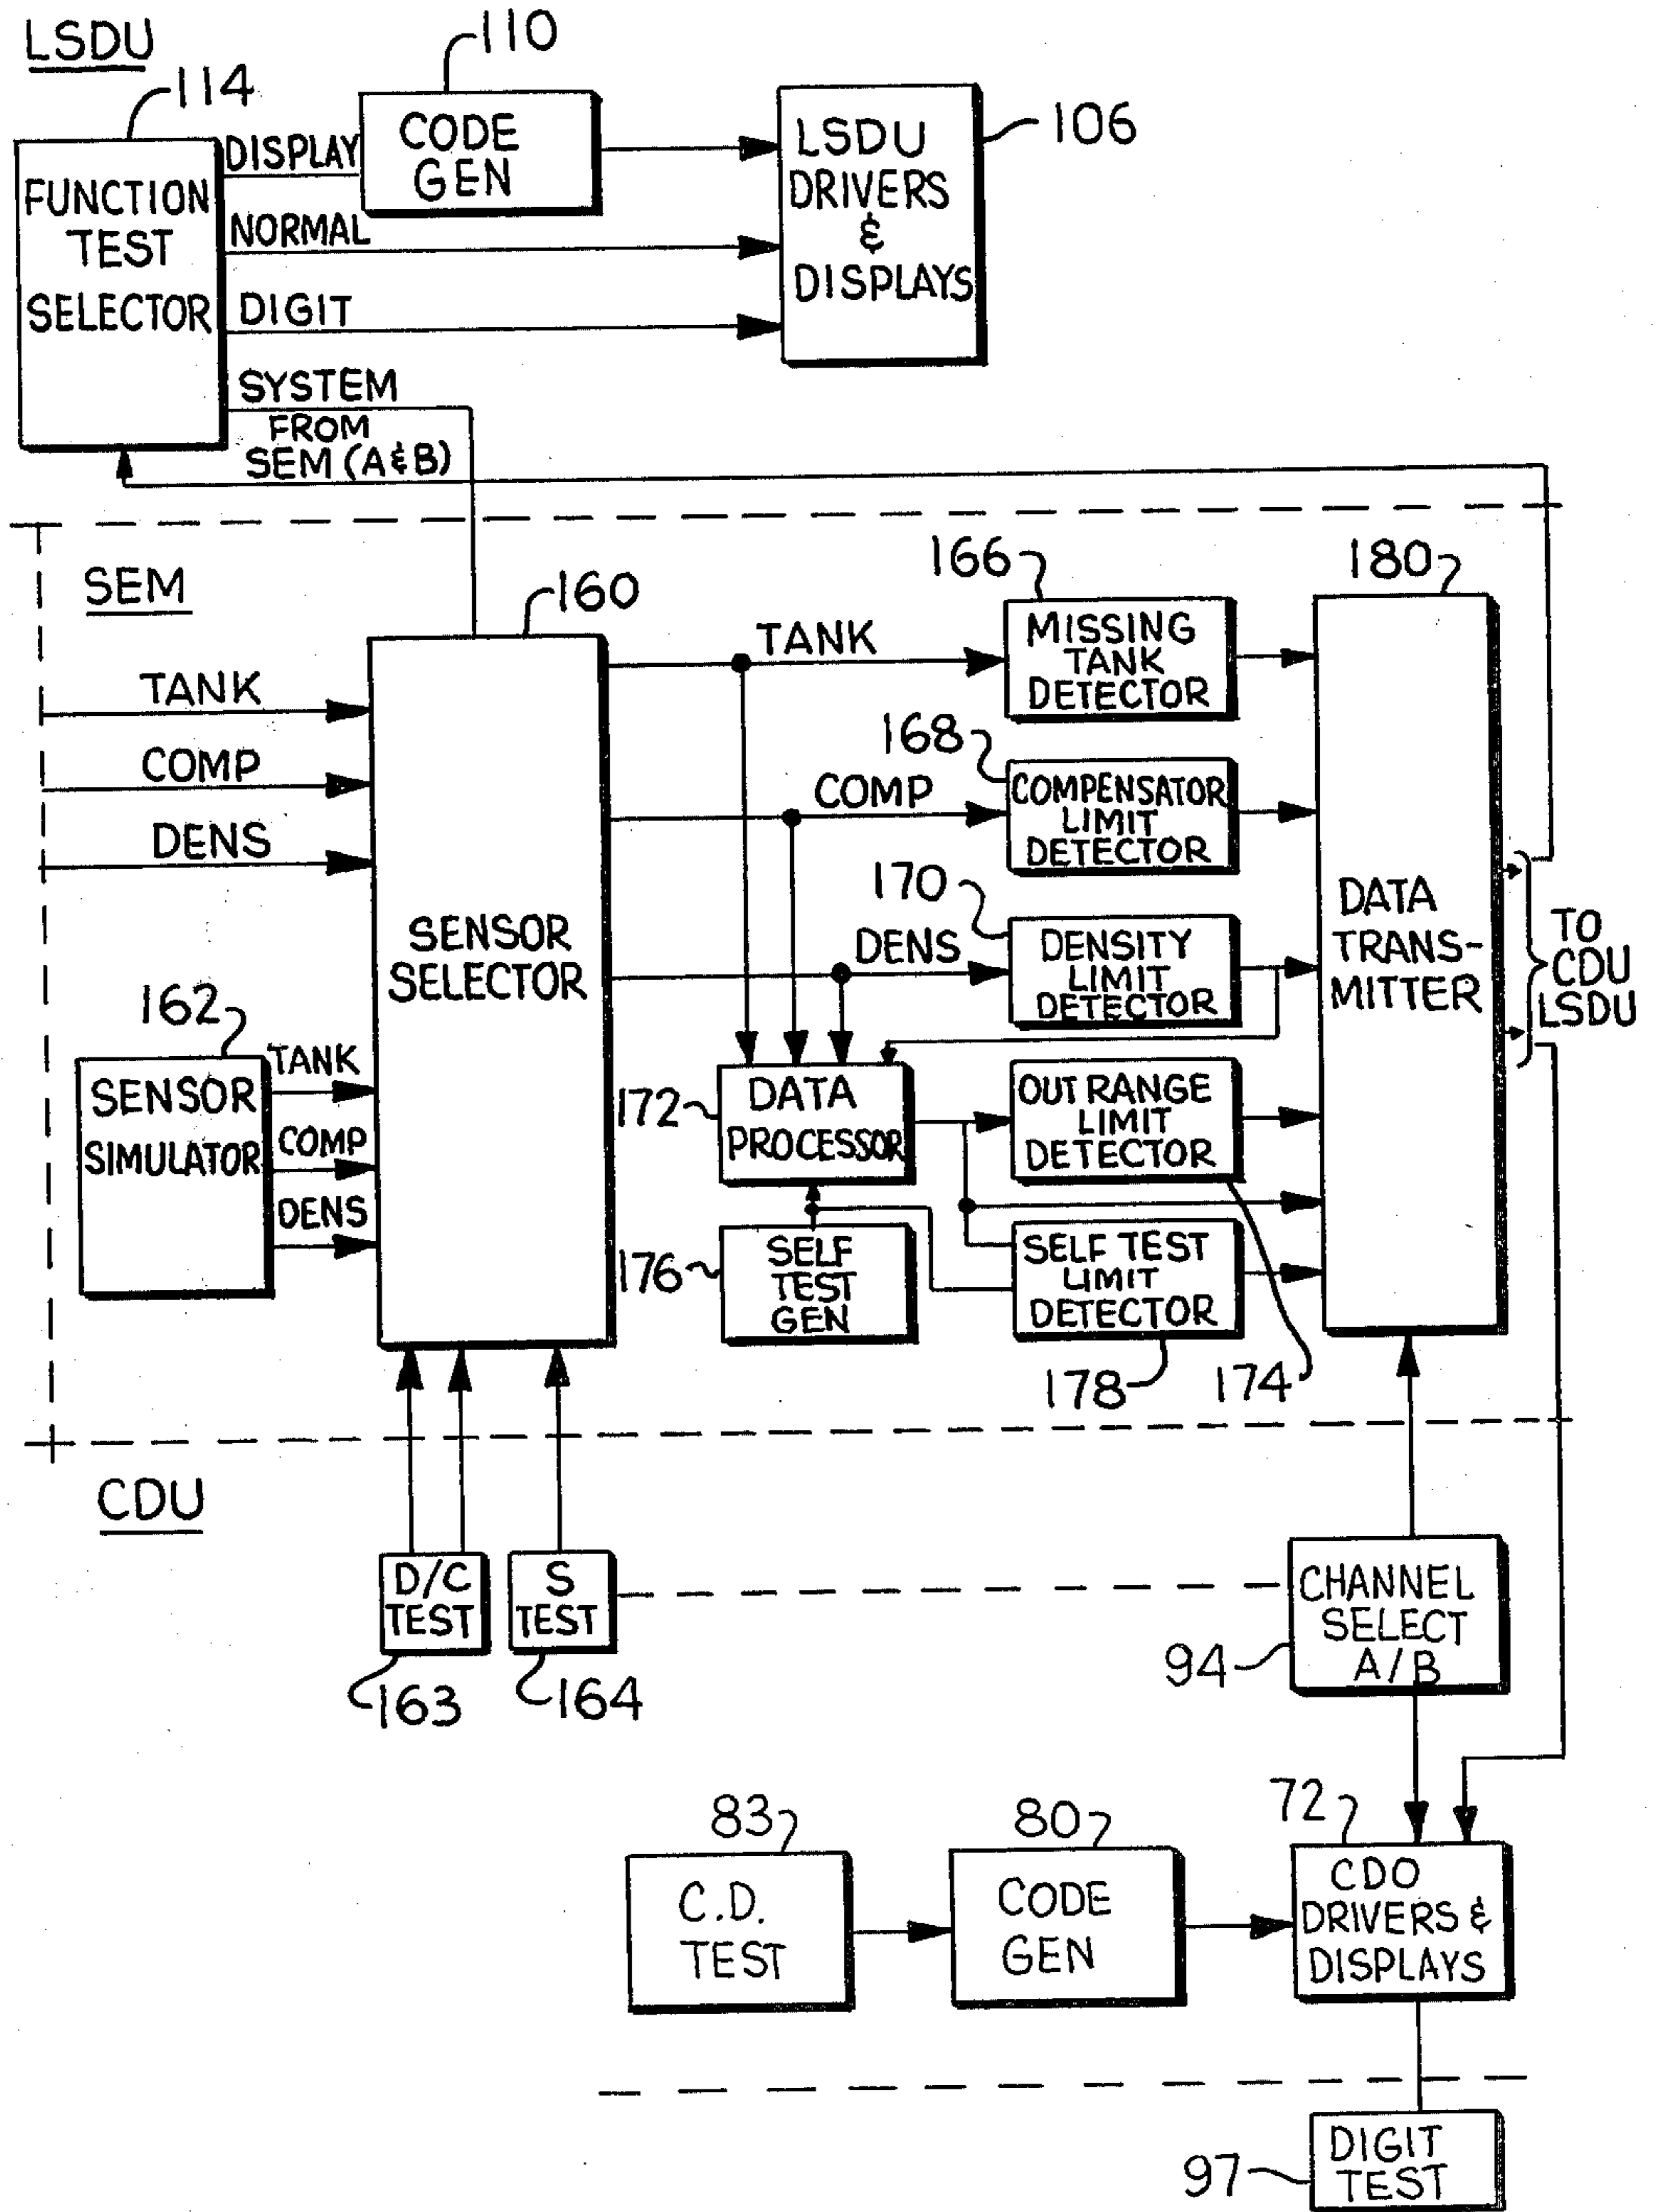 LSDU
110
114
DISPLAY
CODE
GEN
LSDU
DRIVERS
&
DISPLAYS
106
FUNCTION
TEST
SELECTOR
NORMAL
DIGIT
SYSTEM
FROM
SEM (A&B)
SEM
160
166
180
TANK
COMP
DENS
TANK
MISSING
TANK
DETECTOR
168
COMP
COMPENSATOR
LIMIT
DETECTOR
170
DENS
DENSITY
LIMIT
DETECTOR
SENSOR
SELECTOR
DATA
TRANS-
MITTER
TO
CDU
LSDU
162
SENSOR
SIMULATOR
TANK
COMP
DENS
172
DATA
PROCESSOR
OUT RANGE
LIMIT
DETECTOR
176
SELF
TEST
GEN
SELF TEST
LIMIT
DETECTOR
178
174
CDU
D/C
TEST
S
TEST
163
164
CHANNEL
SELECT
A/B
94
83
80
72
C.D.
TEST
CODE
GEN
CDO
DRIVERS &
DISPLAYS
97
DIGIT
TEST